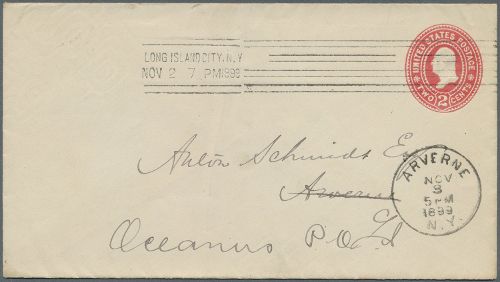 LONG ISLAND CITY, N.Y
NOV 2 7 PM 1899
UNITED STATES POSTAGE
2
TWO CENTS
Anton Schmidt Esq
Arverne
Oceanus P.O.
ARVERNE
NOV
3
5 PM
1899
N.Y.